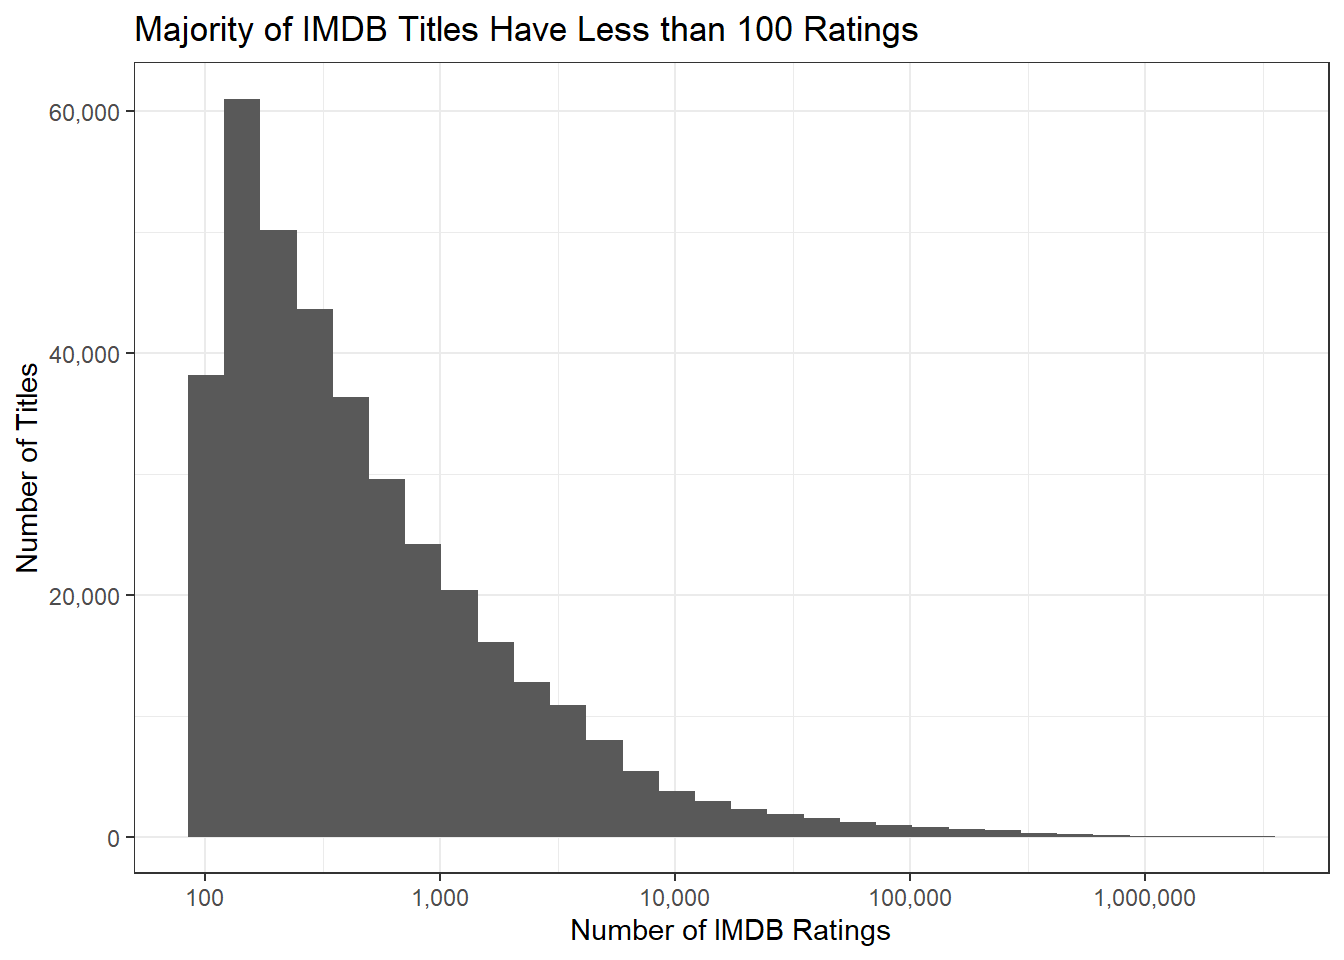 Majority of IMDB Titles Have Less than 100 Ratings
60,000
40,000
20,000
0
Number of Titles
100 1,000 10,000 100,000 1,000,000
Number of IMDB Ratings